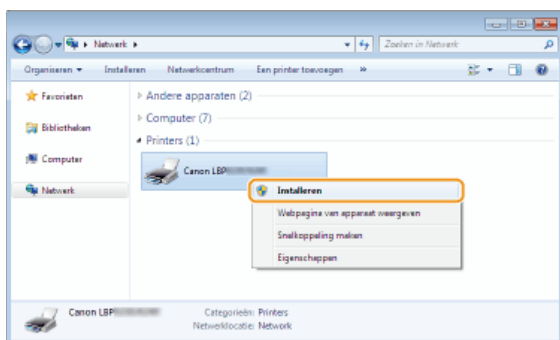 Netwerk
Zoeken in Netwerk
Organiseren
Installeren
Netwerkcentrum
Een printer toevoegen
»
Favorieten
Bibliotheken
Computer
Netwerk
Andere apparaten (2)
Computer (7)
Printers (1)
Canon LBP
Installeren
Webpagina van apparaat weergeven
Snelkoppeling maken
Eigenschappen
Canon LBP
Categorieën: Printers
Netwerklocatie: Network